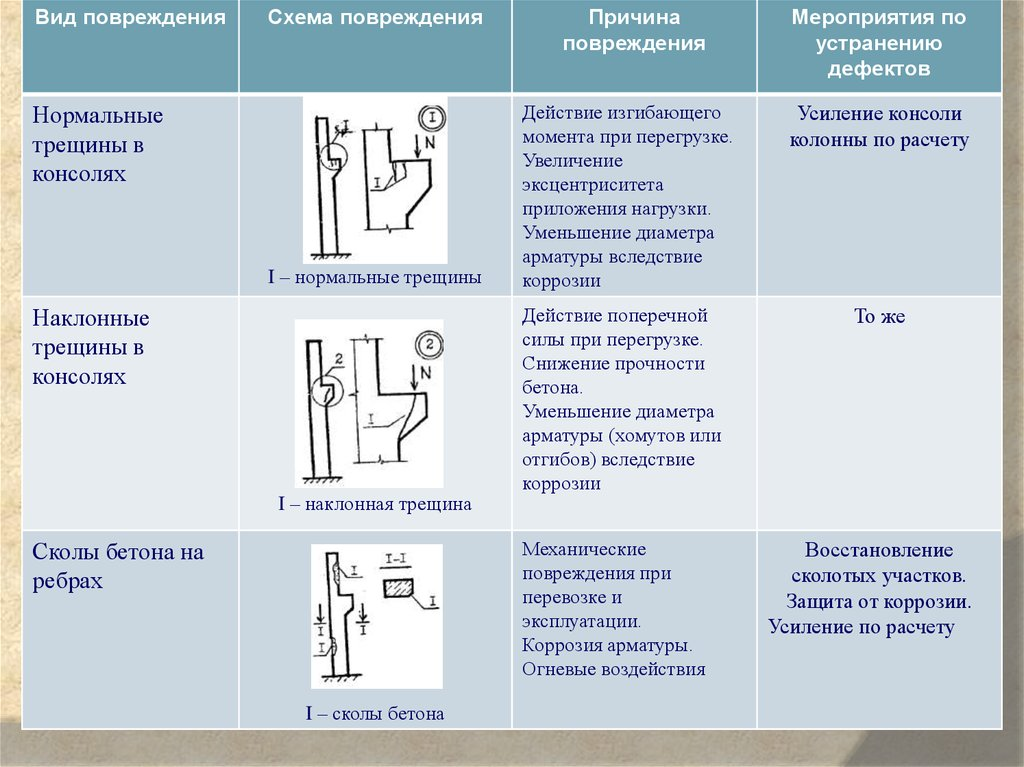 Вид повреждения
Схема повреждения
Причина
повреждения
Мероприятия по
устранению
дефектов
Нормальные
трещины в
консолях
I
I
N
I
I – нормальные трещины
Действие изгибающего
момента при перегрузке.
Увеличение
эксцентриситета
приложения нагрузки.
Уменьшение диаметра
арматуры вследствие
коррозии
Усиление консоли
колонны по расчету
Наклонные
трещины в
консолях
2
2
N
I
I – наклонная трещина
Действие поперечной
силы при перегрузке.
Снижение прочности
бетона.
Уменьшение диаметра
арматуры (хомутов или
отгибов) вследствие
коррозии
То же
Сколы бетона на
ребрах
I
I–I
I
I
I
I
I – сколы бетона
Механические
повреждения при
перевозке и
эксплуатации.
Коррозия арматуры.
Огневые воздействия
Восстановление
сколотых участков.
Защита от коррозии.
Усиление по расчету